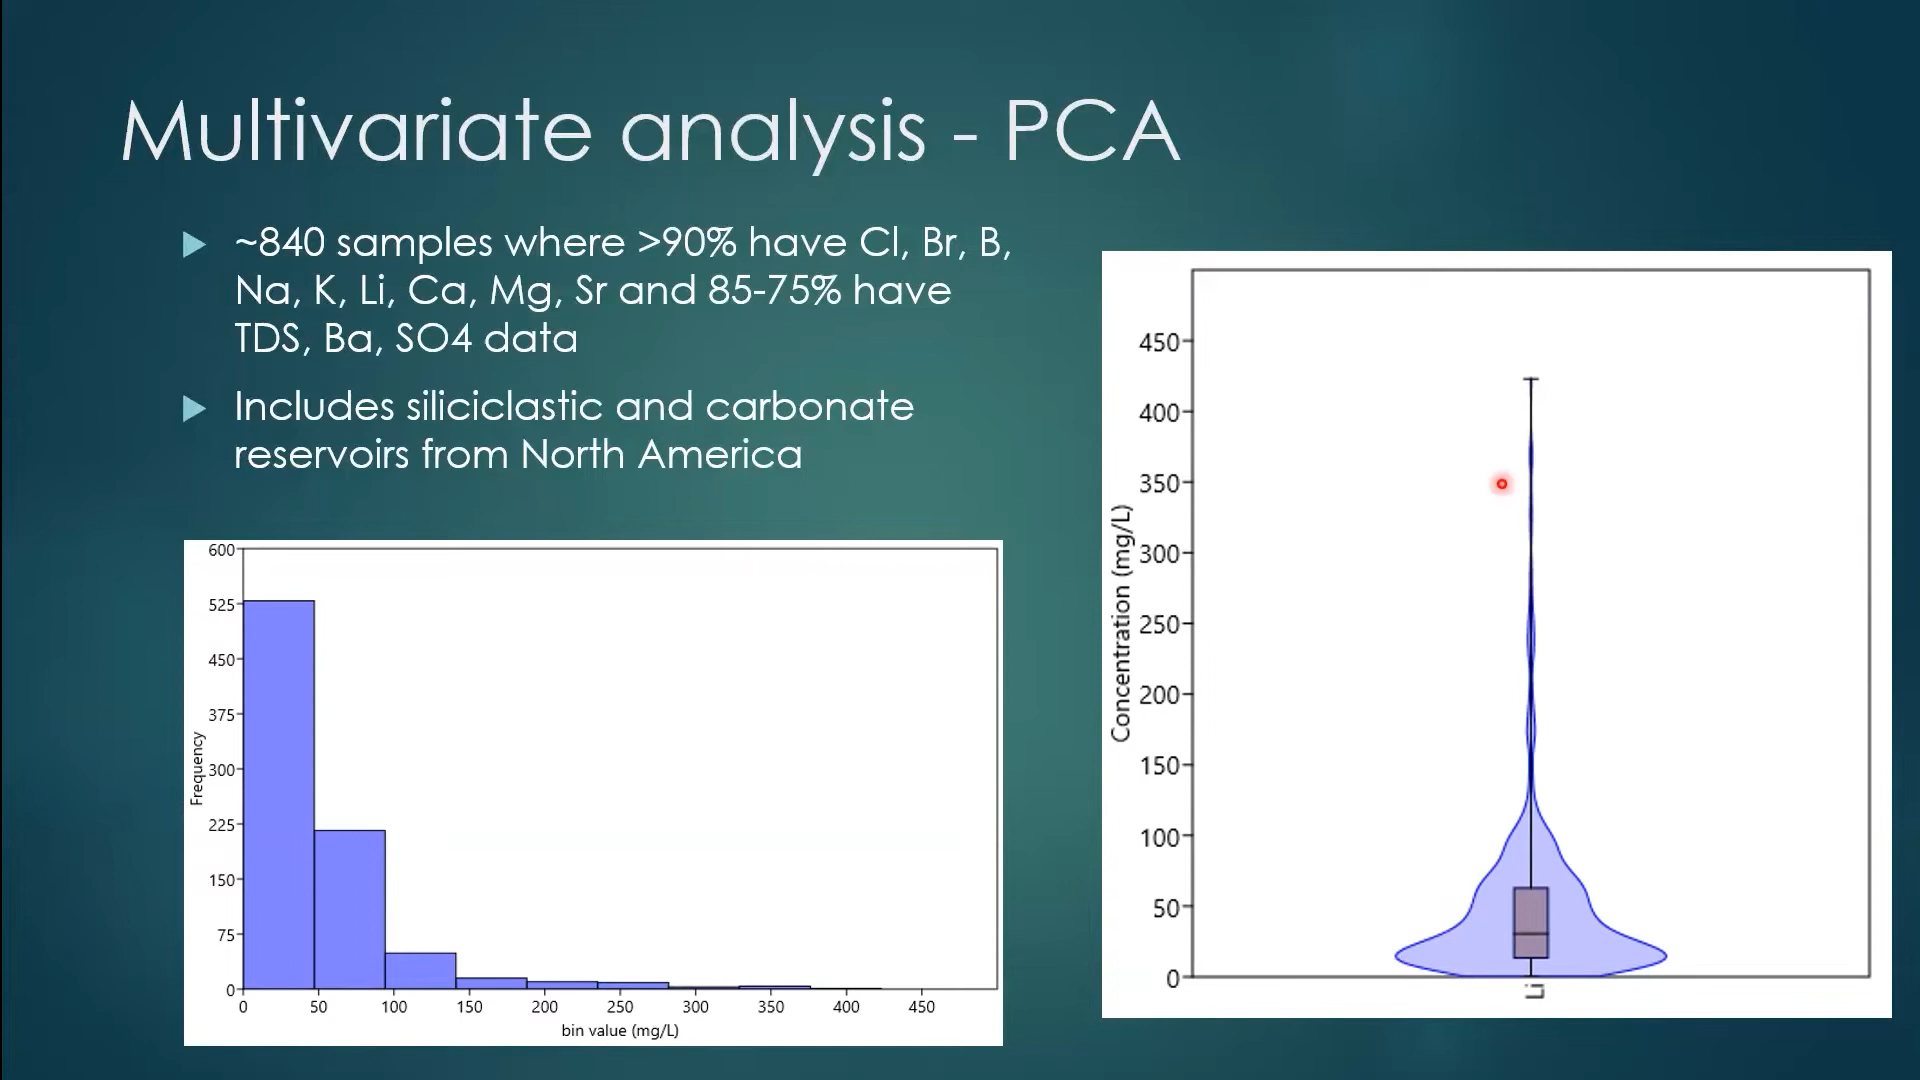 Multivariate analysis - PCA
~840 samples where >90% have Cl, Br, B,
Na, K, Li, Ca, Mg, Sr and 85-75% have
TDS, Ba, SO4 data
Includes siliciclastic and carbonate
reservoirs from North America
600
525
450
375
300
225
150
75
0
Frequency
0 50 100 150 200 250 300 350 400 450
bin value (mg/L)
450
400
350
300
250
200
150
100
50
0
Concentration (mg/L)
Li